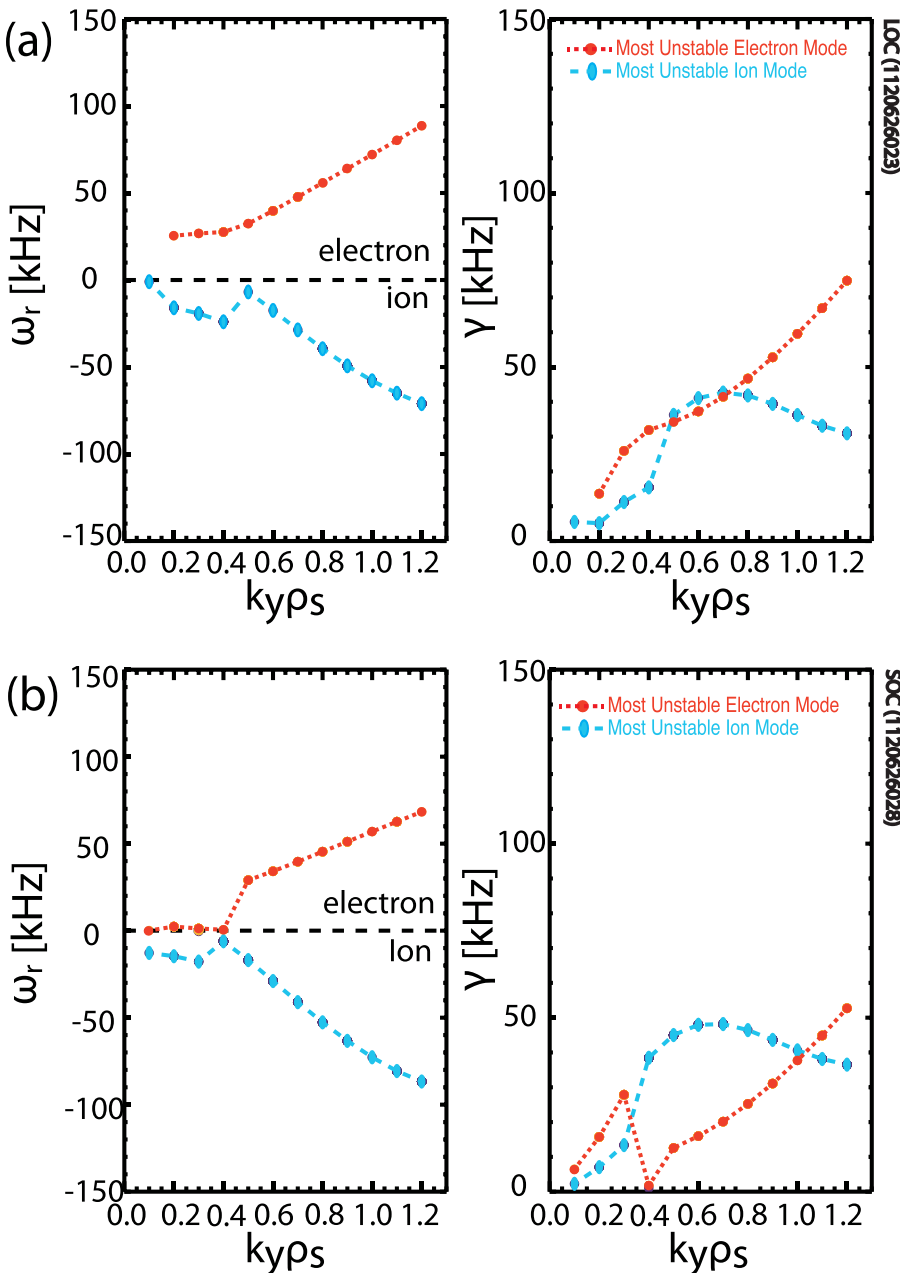 (a)
150
100
50
0
-50
-100
-150
ωr [kHz]
electron
ion
0.0 0.2 0.4 0.6 0.8 1.0 1.2
kyρs
150
100
50
0
γ [kHz]
Most Unstable Electron Mode
Most Unstable Ion Mode
0.0 0.2 0.4 0.6 0.8 1.0 1.2
kyρs
LOC (1120626023)
(b)
150
100
50
0
-50
-100
-150
ωr [kHz]
electron
Ion
0.0 0.2 0.4 0.6 0.8 1.0 1.2
kyρs
150
100
50
0
γ [kHz]
Most Unstable Electron Mode
Most Unstable Ion Mode
0.0 0.2 0.4 0.6 0.8 1.0 1.2
kyρs
SOC (1120626028)